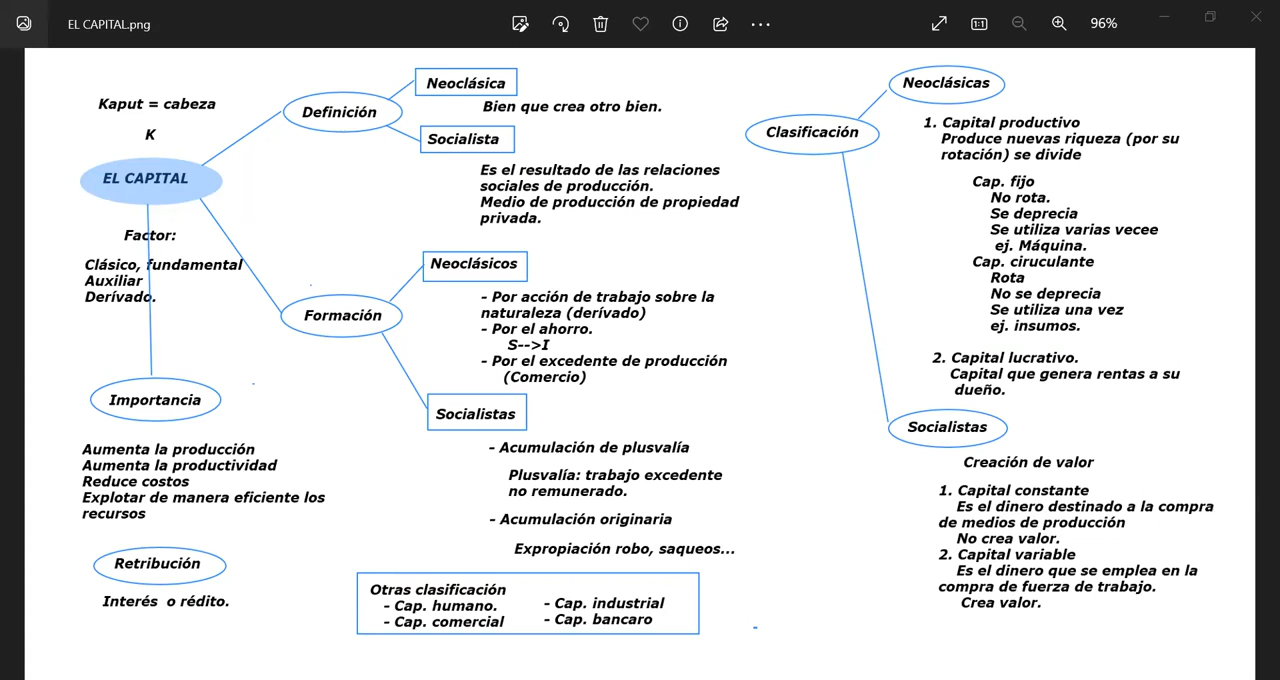 EL CAPITAL.png
96%
Kaput = cabeza
K
EL CAPITAL
Factor:
Clásico, fundamental
Auxiliar
Derívado.
Importancia
Aumenta la producción
Aumenta la productividad
Reduce costos
Explotar de manera eficiente los
recursos
Retribución
Interés o rédito.
Definición
Neoclásica
Bien que crea otro bien.
Socialista
Es el resultado de las relaciones
sociales de producción.
Medio de producción de propiedad
privada.
Formación
Neoclásicos
- Por acción de trabajo sobre la
naturaleza (derívado)
- Por el ahorro.
S-->I
- Por el excedente de producción
(Comercio)
Socialistas
- Acumulación de plusvalía
Plusvalía: trabajo excedente
no remunerado.
- Acumulación originaria
Expropiación robo, saqueos...
Otras clasificación
- Cap. humano.
- Cap. comercial
- Cap. industrial
- Cap. bancaro
Clasificación
Neoclásicas
1. Capital productivo
Produce nuevas riqueza (por su
rotación) se divide
Cap. fijo
No rota.
Se deprecia
Se utiliza varias vecee
ej. Máquina.
Cap. ciruculante
Rota
No se deprecia
Se utiliza una vez
ej. insumos.
2. Capital lucrativo.
Capital que genera rentas a su
dueño.
Socialistas
Creación de valor
1. Capital constante
Es el dinero destinado a la compra
de medios de producción
No crea valor.
2. Capital variable
Es el dinero que se emplea en la
compra de fuerza de trabajo.
Crea valor.